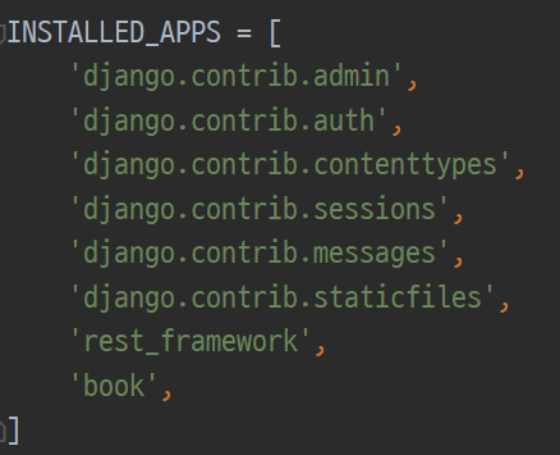 INSTALLED_APPS = [
    'django.contrib.admin',
    'django.contrib.auth',
    'django.contrib.contenttypes',
    'django.contrib.sessions',
    'django.contrib.messages',
    'django.contrib.staticfiles',
    'rest_framework',
    'book',
]